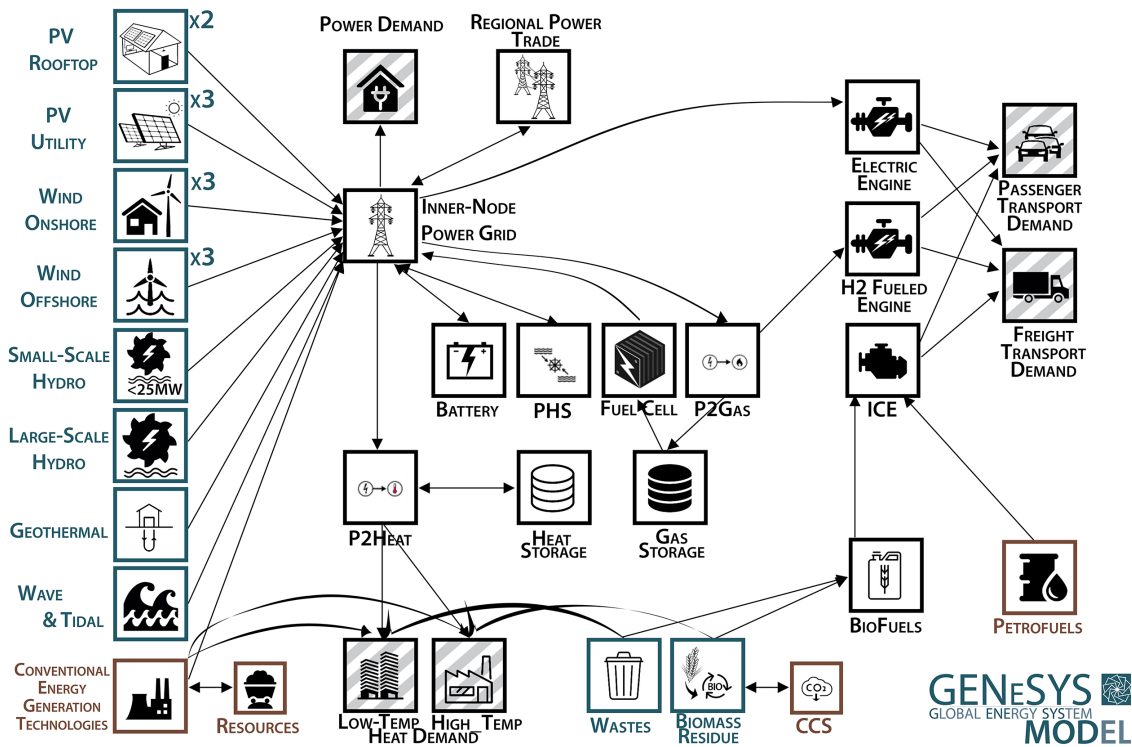 PV
Rooftop
x2
PV
Utility
x3
Wind
Onshore
x3
Wind
Offshore
x3
Small-Scale
Hydro
<25MW
Large-Scale
Hydro
Geothermal
Wave
& Tidal
Conventional
Energy
Generation
Technologies
Resources
Power Demand
Regional Power
Trade
Inner-Node
Power Grid
Battery
PHS
Fuel Cell
P2Gas
P2Heat
Heat
Storage
Gas
Storage
Low-Temp
High_Temp
Heat Demand
Wastes
BIO
Biomass
Residue
CO2
CCS
Electric
Engine
H2 Fueled
Engine
ICE
Passenger
Transport
Demand
Freight
Transport
Demand
BioFuels
Petrofuels
GENeSYS
GLOBAL ENERGY SYSTEM
MODEL